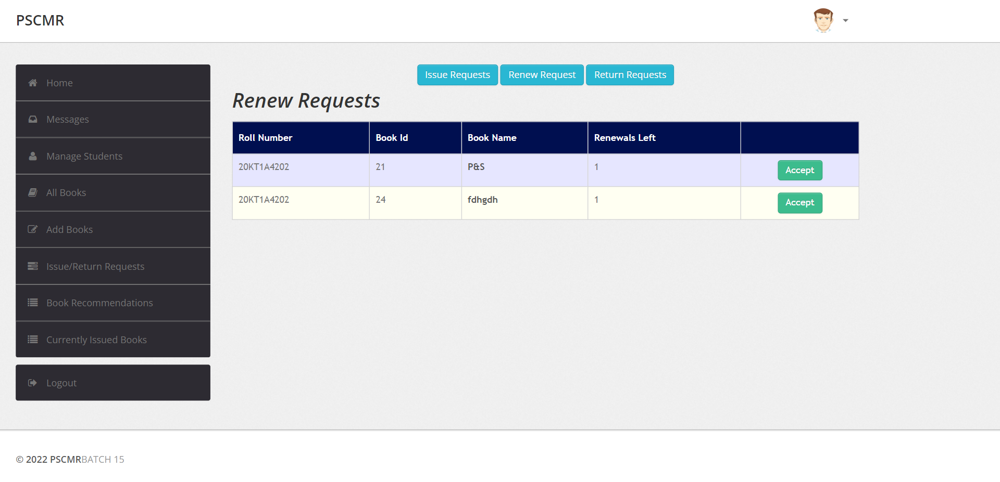 PSCMR
Home
Messages
Manage Students
All Books
Add Books
Issue/Return Requests
Book Recommendations
Currently Issued Books
Logout
Issue Requests Renew Request Return Requests
Renew Requests
Roll Number Book Id Book Name Renewals Left
20KT1A4202 21 P&S 1 Accept
20KT1A4202 24 fdhgdh 1 Accept
© 2022 PSCMRBATCH 15